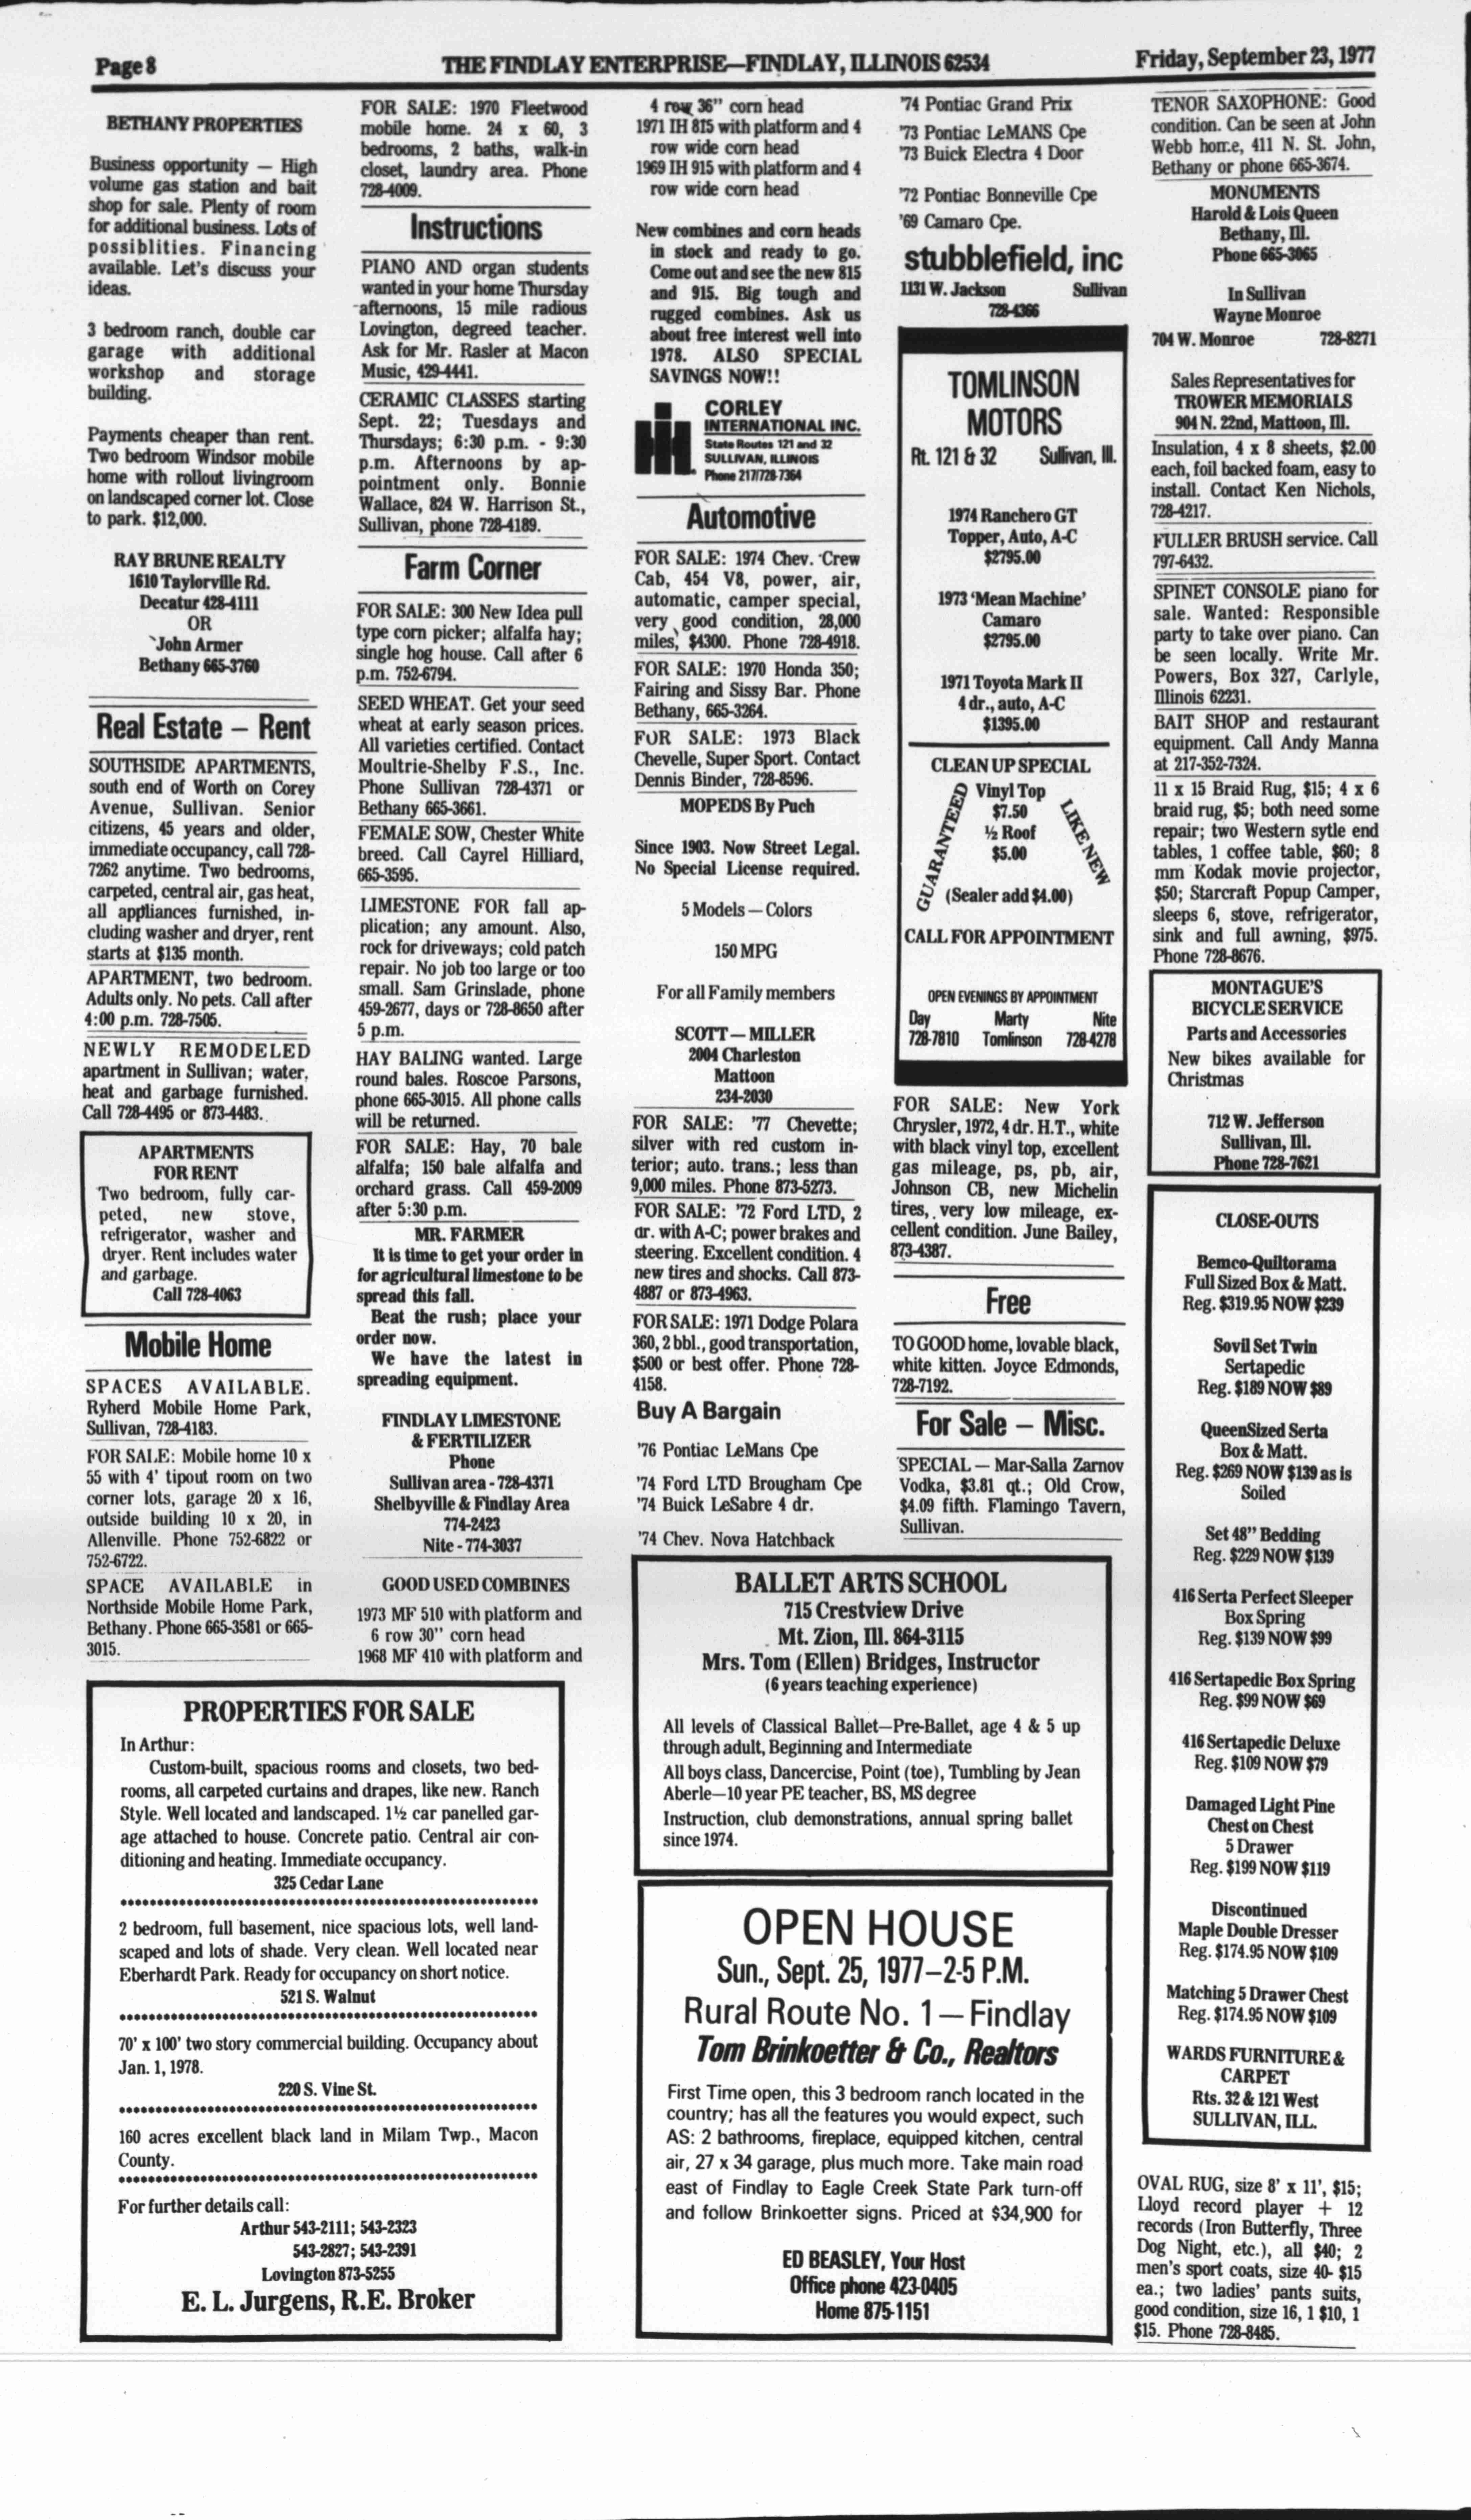 Page 8
THE FINDLAY ENTERPRISE—FINDLAY, ILLINOIS 62534
Friday, September 23, 1977
BETHANY PROPERTIES
Business opportunity — High
volume gas station and bait
shop for sale. Plenty of room
for additional business. Lots of
possiblities. Financing
available. Let's discuss your
ideas.
3 bedroom ranch, double car
garage with additional
workshop and storage
building.
Payments cheaper than rent.
Two bedroom Windsor mobile
home with rollout livingroom
on landscaped corner lot. Close
to park. $12,000.
RAY BRUNE REALTY
1610 Taylorville Rd.
Decatur 428-4111
OR
John Armer
Bethany 665-3760
Real Estate — Rent
SOUTHSIDE APARTMENTS,
south end of Worth on Corey
Avenue, Sullivan. Senior
citizens, 45 years and older,
immediate occupancy, call 728-
7262 anytime. Two bedrooms,
carpeted, central air, gas heat,
all appliances furnished, in-
cluding washer and dryer, rent
starts at $135 month.
APARTMENT, two bedroom.
Adults only. No pets. Call after
4:00 p.m. 728-7505.
NEWLY REMODELED
apartment in Sullivan; water,
heat and garbage furnished.
Call 728-4495 or 873-4483.
APARTMENTS
FOR RENT
Two bedroom, fully car-
peted, new stove,
refrigerator, washer and
dryer. Rent includes water
and garbage.
Call 728-4063
Mobile Home
SPACES AVAILABLE.
Ryherd Mobile Home Park,
Sullivan, 728-4183.
FOR SALE: Mobile home 10 x
55 with 4' tipout room on two
corner lots, garage 20 x 16,
outside building 10 x 20, in
Allenville. Phone 752-6822 or
752-6722.
SPACE AVAILABLE in
Northside Mobile Home Park,
Bethany. Phone 665-3581 or 665-
3015.
FOR SALE: 1970 Fleetwood
mobile home. 24 x 60, 3
bedrooms, 2 baths, walk-in
closet, laundry area. Phone
728-4009.
Instructions
PIANO AND organ students
wanted in your home Thursday
afternoons, 15 mile radious
Lovington, degreed teacher.
Ask for Mr. Rasler at Macon
Music, 429-4441.
CERAMIC CLASSES starting
Sept. 22; Tuesdays and
Thursdays; 6:30 p.m. - 9:30
p.m. Afternoons by ap-
pointment only. Bonnie
Wallace, 824 W. Harrison St.,
Sullivan, phone 728-4189.
Farm Corner
FOR SALE: 300 New Idea pull
type corn picker; alfalfa hay;
single hog house. Call after 6
p.m. 752-6794.
SEED WHEAT. Get your seed
wheat at early season prices.
All varieties certified. Contact
Moultrie-Shelby F.S., Inc.
Phone Sullivan 728-4371 or
Bethany 665-3661.
FEMALE SOW, Chester White
breed. Call Cayrel Hilliard,
665-3595.
LIMESTONE FOR fall ap-
plication; any amount. Also,
rock for driveways; cold patch
repair. No job too large or too
small. Sam Grinslade, phone
459-2677, days or 728-8650 after
5 p.m.
HAY BALING wanted. Large
round bales. Roscoe Parsons,
phone 665-3015. All phone calls
will be returned.
FOR SALE: Hay, 70 bale
alfalfa; 150 bale alfalfa and
orchard grass. Call 459-2009
after 5:30 p.m.
MR. FARMER
It is time to get your order in
for agricultural limestone to be
spread this fall.
Beat the rush; place your
order now.
We have the latest in
spreading equipment.
FINDLAY LIMESTONE
& FERTILIZER
Phone
Sullivan area - 728-4371
Shelbyville & Findlay Area
774-2423
Nite - 774-3037
GOOD USED COMBINES
1973 MF 510 with platform and
6 row 30" corn head
1968 MF 410 with platform and
PROPERTIES FOR SALE
In Arthur:
Custom-built, spacious rooms and closets, two bed-
rooms, all carpeted curtains and drapes, like new. Ranch
Style. Well located and landscaped. 1½ car panelled gar-
age attached to house. Concrete patio. Central air con-
ditioning and heating. Immediate occupancy.
325 Cedar Lane
2 bedroom, full basement, nice spacious lots, well land-
scaped and lots of shade. Very clean. Well located near
Eberhardt Park. Ready for occupancy on short notice.
521 S. Walnut
70' x 100' two story commercial building. Occupancy about
Jan. 1, 1978.
220 S. Vine St.
160 acres excellent black land in Milam Twp., Macon
County.
For further details call:
Arthur 543-2111; 543-2323
543-2827; 543-2391
Lovington 873-5255
E. L. Jurgens, R.E. Broker
4 row 36" corn head
1971 IH 815 with platform and 4
row wide corn head
1969 IH 915 with platform and 4
row wide corn head
New combines and corn heads
in stock and ready to go.
Come out and see the new 815
and 915. Big tough and
rugged combines. Ask us
about free interest well into
1978. ALSO SPECIAL
SAVINGS NOW!!
CORLEY
INTERNATIONAL INC.
State Routes 121 and 32
SULLIVAN, ILLINOIS
Phone 217/728-7364
Automotive
FOR SALE: 1974 Chev. Crew
Cab, 454 V8, power, air,
automatic, camper special,
very good condition, 28,000
miles, $4300. Phone 728-4918.
FOR SALE: 1970 Honda 350;
Fairing and Sissy Bar. Phone
Bethany, 665-3264.
FOR SALE: 1973 Black
Chevelle, Super Sport. Contact
Dennis Binder, 728-8596.
MOPEDS By Puch
Since 1903. Now Street Legal.
No Special License required.
5 Models — Colors
150 MPG
For all Family members
SCOTT — MILLER
2004 Charleston
Mattoon
234-2030
FOR SALE: '77 Chevette;
silver with red custom in-
terior; auto. trans.; less than
9,000 miles. Phone 873-5273.
FOR SALE: '72 Ford LTD, 2
dr. with A-C; power brakes and
steering. Excellent condition. 4
new tires and shocks. Call 873-
4887 or 873-4963.
FOR SALE: 1971 Dodge Polara
360, 2 bbl., good transportation,
$500 or best offer. Phone 728-
4158.
Buy A Bargain
'76 Pontiac LeMans Cpe
'74 Ford LTD Brougham Cpe
'74 Buick LeSabre 4 dr.
'74 Chev. Nova Hatchback
'74 Pontiac Grand Prix
'73 Pontiac LeMANS Cpe
'73 Buick Electra 4 Door
'72 Pontiac Bonneville Cpe
'69 Camaro Cpe.
stubblefield, inc
1131 W. Jackson Sullivan
728-4366
TOMLINSON
MOTORS
Rt. 121 & 32 Sullivan, Ill.
1974 Ranchero GT
Topper, Auto, A-C
$2795.00
1973 'Mean Machine'
Camaro
$2795.00
1971 Toyota Mark II
4 dr., auto, A-C
$1395.00
CLEAN UP SPECIAL
GUARANTEED
Vinyl Top
$7.50
½ Roof
$5.00
LIKE NEW
(Sealer add $4.00)
CALL FOR APPOINTMENT
OPEN EVENINGS BY APPOINTMENT
Day Marty Nite
728-7810 Tomlinson 728-4278
FOR SALE: New York
Chrysler, 1972, 4 dr. H.T., white
with black vinyl top, excellent
gas mileage, ps, pb, air,
Johnson CB, new Michelin
tires, very low mileage, ex-
cellent condition. June Bailey,
873-4387.
Free
TO GOOD home, lovable black,
white kitten. Joyce Edmonds,
728-7192.
For Sale — Misc.
SPECIAL — Mar-Salla Zarnov
Vodka, $3.81 qt.; Old Crow,
$4.09 fifth. Flamingo Tavern,
Sullivan.
BALLET ARTS SCHOOL
715 Crestview Drive
Mt. Zion, Ill. 864-3115
Mrs. Tom (Ellen) Bridges, Instructor
(6 years teaching experience)
All levels of Classical Ballet—Pre-Ballet, age 4 & 5 up
through adult, Beginning and Intermediate
All boys class, Dancercise, Point (toe), Tumbling by Jean
Aberle—10 year PE teacher, BS, MS degree
Instruction, club demonstrations, annual spring ballet
since 1974.
OPEN HOUSE
Sun., Sept. 25, 1977—2-5 P.M.
Rural Route No. 1 — Findlay
Tom Brinkoetter & Co., Realtors
First Time open, this 3 bedroom ranch located in the
country; has all the features you would expect, such
AS: 2 bathrooms, fireplace, equipped kitchen, central
air, 27 x 34 garage, plus much more. Take main road
east of Findlay to Eagle Creek State Park turn-off
and follow Brinkoetter signs. Priced at $34,900 for
ED BEASLEY, Your Host
Office phone 423-0405
Home 875-1151
TENOR SAXOPHONE: Good
condition. Can be seen at John
Webb home, 411 N. St. John,
Bethany or phone 665-3674.
MONUMENTS
Harold & Lois Queen
Bethany, Ill.
Phone 665-3065
In Sullivan
Wayne Monroe
704 W. Monroe 728-8271
Sales Representatives for
TROWER MEMORIALS
904 N. 22nd, Mattoon, Ill.
Insulation, 4 x 8 sheets, $2.00
each, foil backed foam, easy to
install. Contact Ken Nichols,
728-4217.
FULLER BRUSH service. Call
797-6432.
SPINET CONSOLE piano for
sale. Wanted: Responsible
party to take over piano. Can
be seen locally. Write Mr.
Powers, Box 327, Carlyle,
Illinois 62231.
BAIT SHOP and restaurant
equipment. Call Andy Manna
at 217-352-7324.
11 x 15 Braid Rug, $15; 4 x 6
braid rug, $5; both need some
repair; two Western sytle end
tables, 1 coffee table, $60; 8
mm Kodak movie projector,
$50; Starcraft Popup Camper,
sleeps 6, stove, refrigerator,
sink and full awning, $975.
Phone 728-8676.
MONTAGUE'S
BICYCLE SERVICE
Parts and Accessories
New bikes available for
Christmas
712 W. Jefferson
Sullivan, Ill.
Phone 728-7621
CLOSE-OUTS
Bemco-Quiltorama
Full Sized Box & Matt.
Reg. $319.95 NOW $239
Sovil Set Twin
Sertapedic
Reg. $189 NOW $89
QueenSized Serta
Box & Matt.
Reg. $269 NOW $139 as is
Soiled
Set 48" Bedding
Reg. $229 NOW $139
416 Serta Perfect Sleeper
Box Spring
Reg. $139 NOW $99
416 Sertapedic Box Spring
Reg. $99 NOW $69
416 Sertapedic Deluxe
Reg. $109 NOW $79
Damaged Light Pine
Chest on Chest
5 Drawer
Reg. $199 NOW $119
Discontinued
Maple Double Dresser
Reg. $174.95 NOW $109
Matching 5 Drawer Chest
Reg. $174.95 NOW $109
WARDS FURNITURE &
CARPET
Rts. 32 & 121 West
SULLIVAN, ILL.
OVAL RUG, size 8' x 11', $15;
Lloyd record player + 12
records (Iron Butterfly, Three
Dog Night, etc.), all $40; 2
men's sport coats, size 40- $15
ea.; two ladies' pants suits,
good condition, size 16, 1 $10, 1
$15. Phone 728-8485.